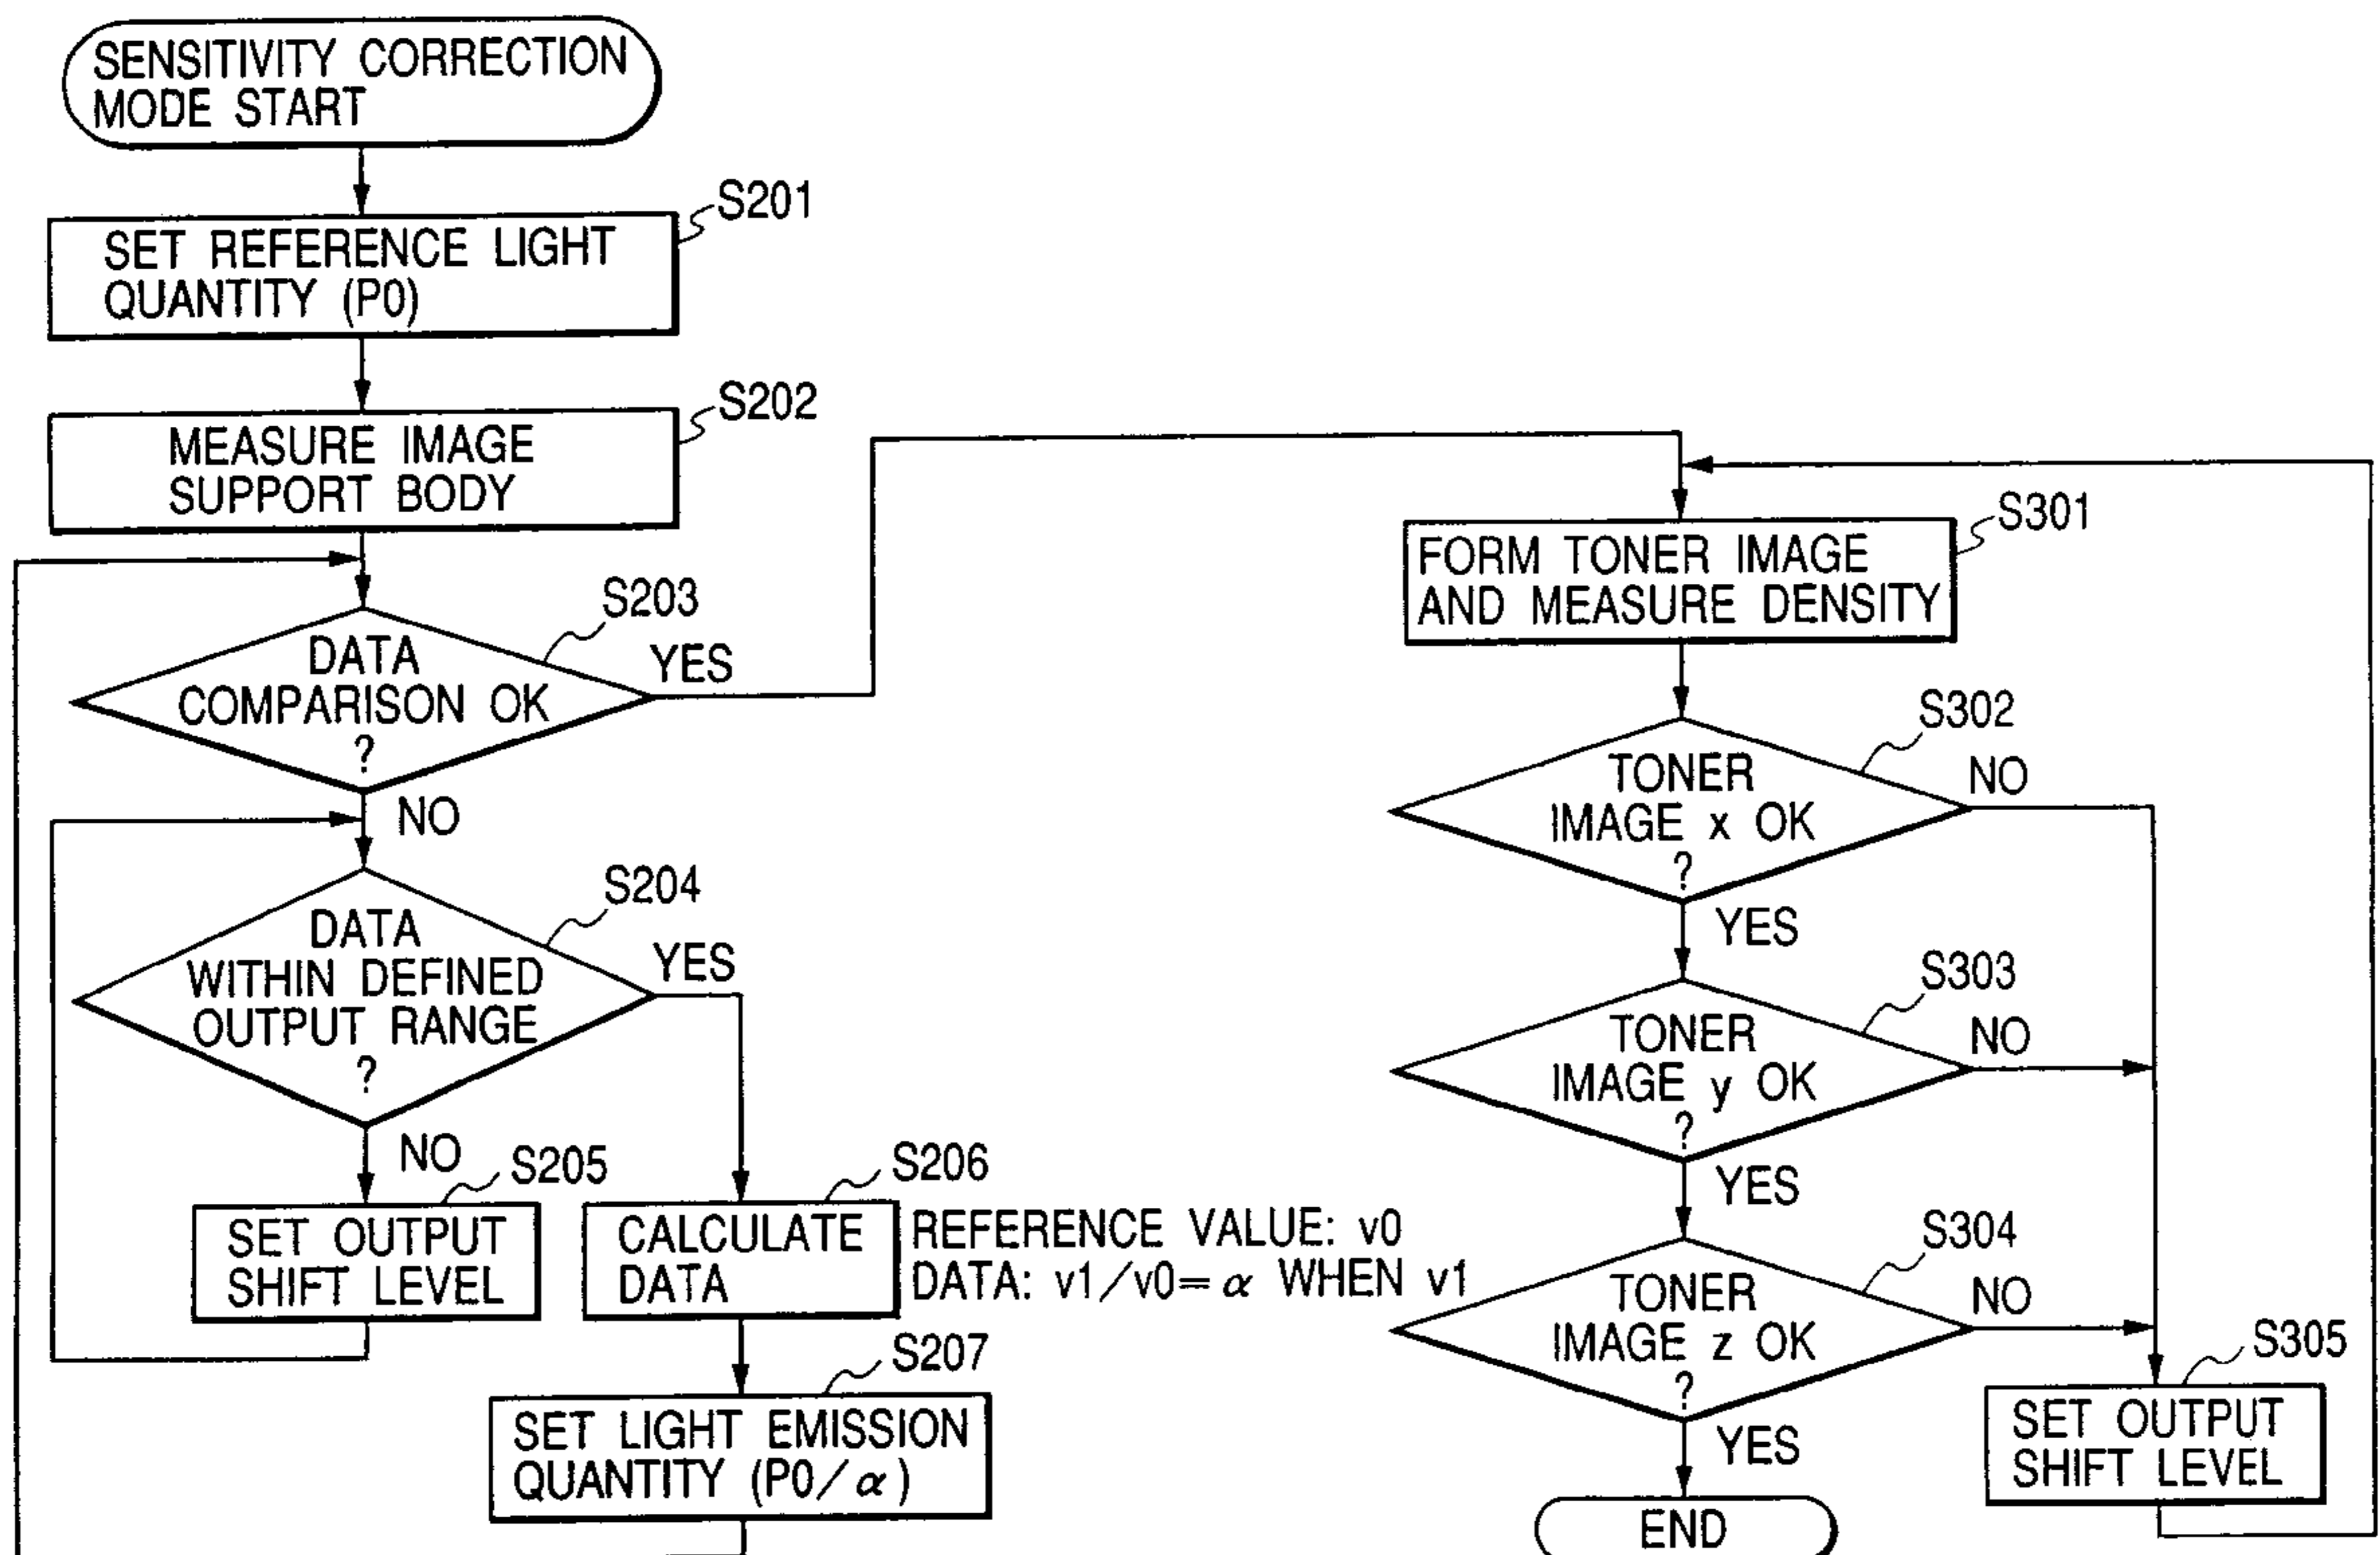 SENSITIVITY CORRECTION
MODE START
S201
SET REFERENCE LIGHT
QUANTITY (P0)
S202
MEASURE IMAGE
SUPPORT BODY
S203
DATA
COMPARISON OK
?
YES
NO
S204
DATA
WITHIN DEFINED
OUTPUT RANGE
?
YES
NO
S205
SET OUTPUT
SHIFT LEVEL
S206
CALCULATE
DATA
REFERENCE VALUE: v0
DATA: v1/v0=α WHEN v1
S207
SET LIGHT EMISSION
QUANTITY (P0/α)
S301
FORM TONER IMAGE
AND MEASURE DENSITY
S302
TONER
IMAGE x OK
?
NO
YES
S303
TONER
IMAGE y OK
?
NO
YES
S304
TONER
IMAGE z OK
?
NO
YES
S305
SET OUTPUT
SHIFT LEVEL
END